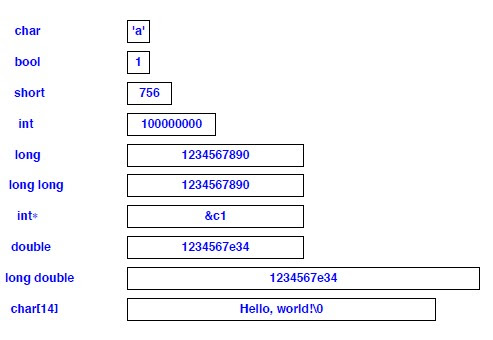 char 'a'
bool 1
short 756
int 100000000
long 1234567890
long long 1234567890
int* &c1
double 1234567e34
long double 1234567e34
char[14] Hello, world!\0